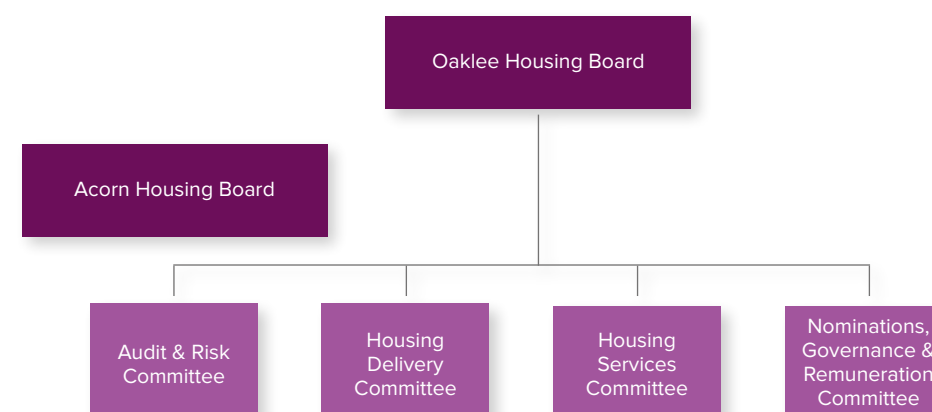 Oaklee Housing Board
Acorn Housing Board
Audit & Risk
Committee
Housing
Delivery
Committee
Housing
Services
Committee
Nominations,
Governance &
Remuneration
Committee